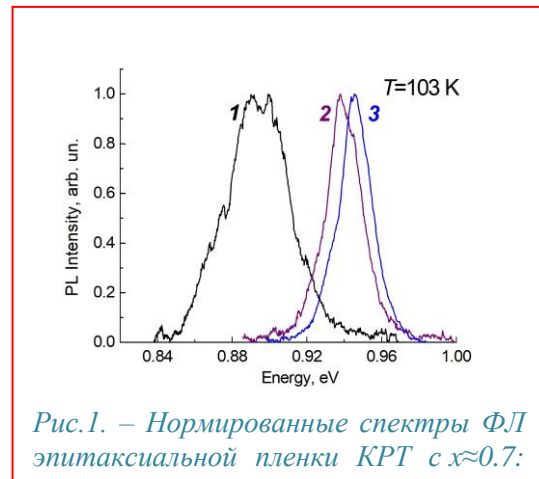 T=103 K
1
2
3
1.0
0.8
0.6
0.4
0.2
0.0
PL Intensity, arb. un.
0.84
0.88
0.92
0.96
1.00
Energy, eV
Рис.1. – Нормированные спектры ФЛ
эпитаксиальной пленки КРТ с x≈0.7: